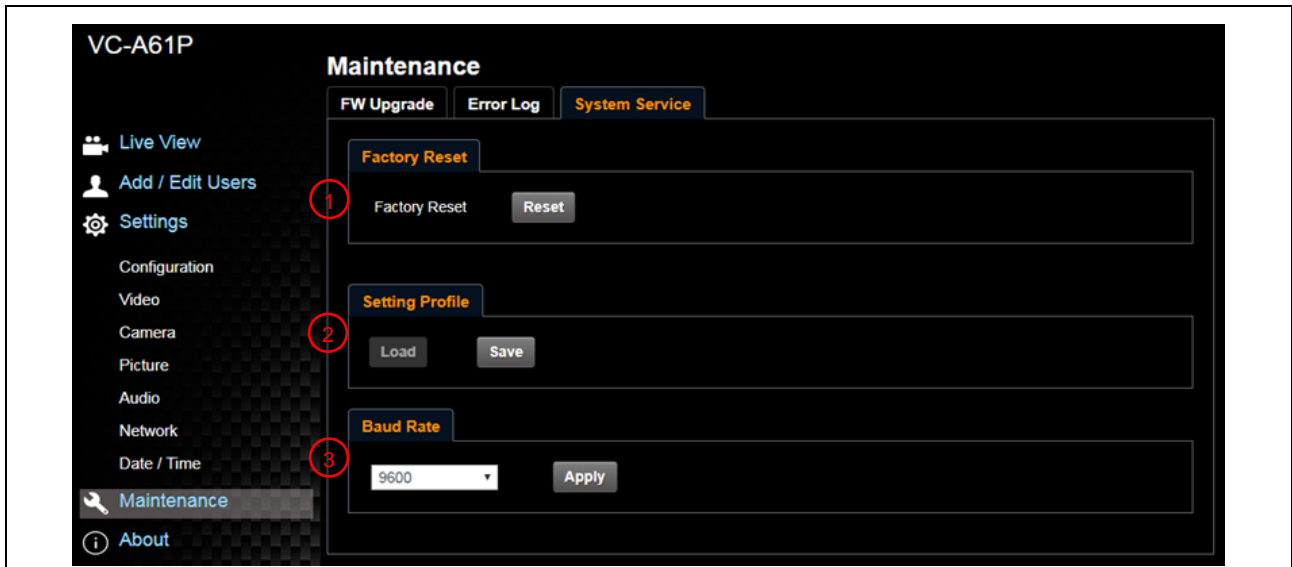 VC-A61P
Maintenance
FW Upgrade Error Log System Service
Live View
Add / Edit Users
Settings
Configuration
Video
Camera
Picture
Audio
Network
Date / Time
Maintenance
About
Factory Reset
1
Factory Reset Reset
Setting Profile
2
Load Save
Baud Rate
3
9600 Apply